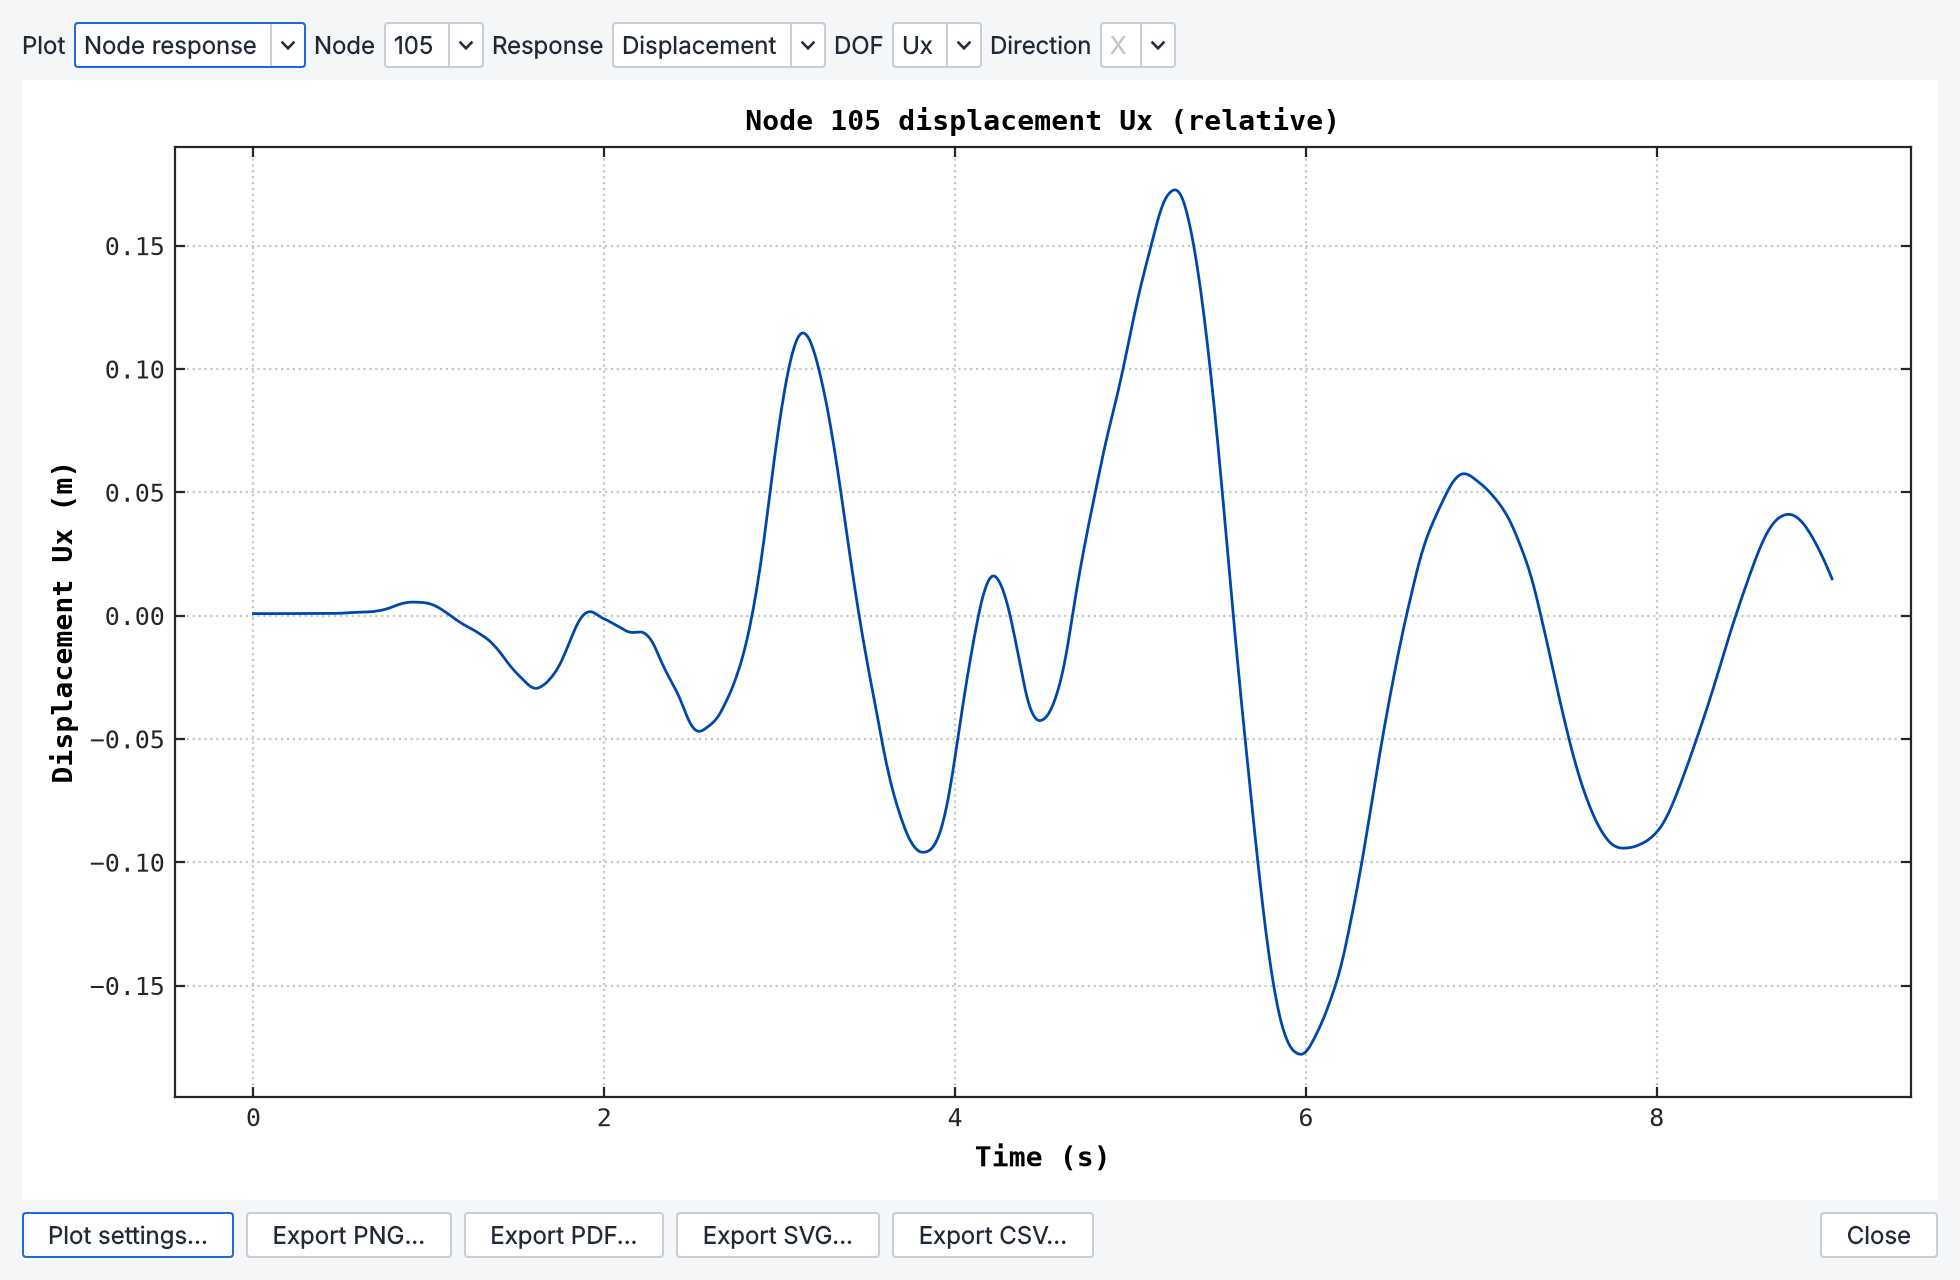 Plot Node response Node 105 Response Displacement DOF Ux Direction X
Node 105 displacement Ux (relative)
0.15
0.10
0.05
0.00
−0.05
−0.10
−0.15
Displacement Ux (m)
0 2 4 6 8
Time (s)
Plot settings... Export PNG... Export PDF... Export SVG... Export CSV... Close